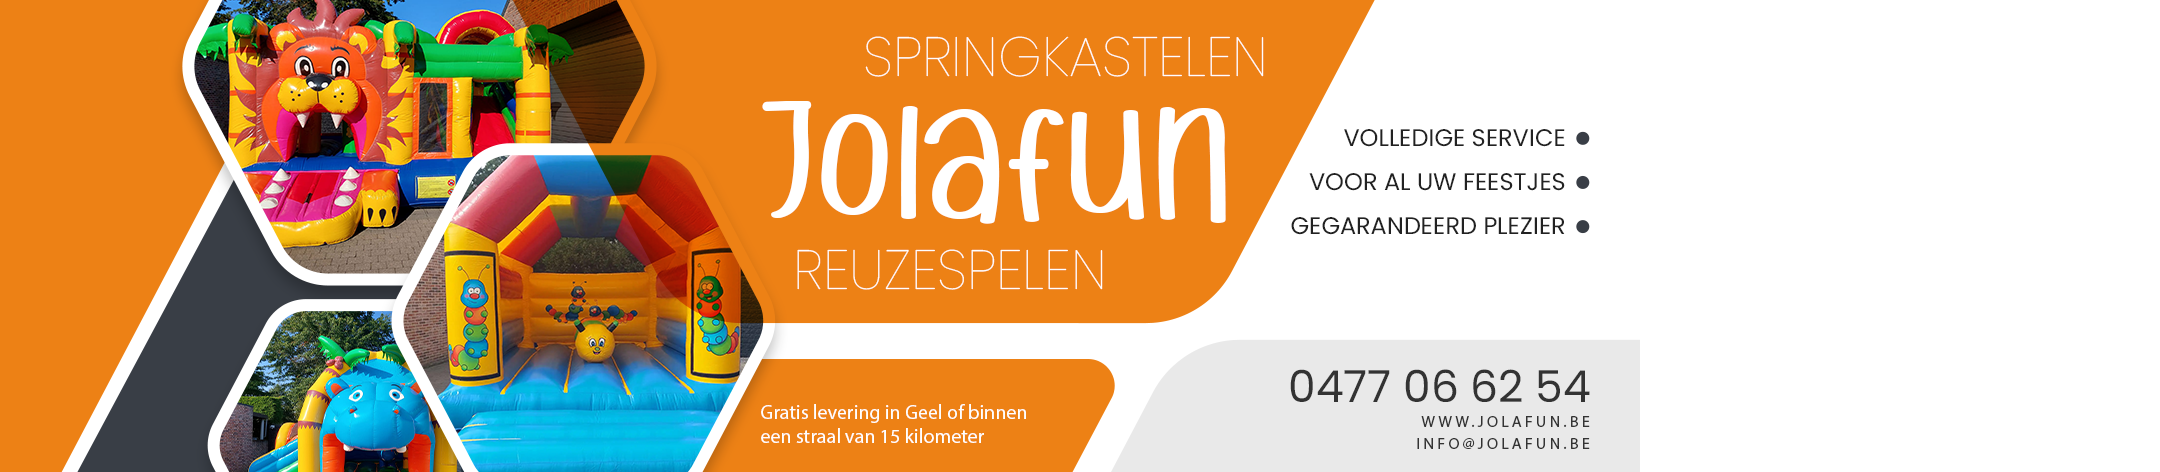 SPRINGKASTELEN
Jolafun
REUZESPELEN
VOLLEDIGE SERVICE
VOOR AL UW FEESTJES
GEGARANDEERD PLEZIER
Gratis levering in Geel of binnen
een straal van 15 kilometer
0477 06 62 54
WWW.JOLAFUN.BE
INFO@JOLAFUN.BE